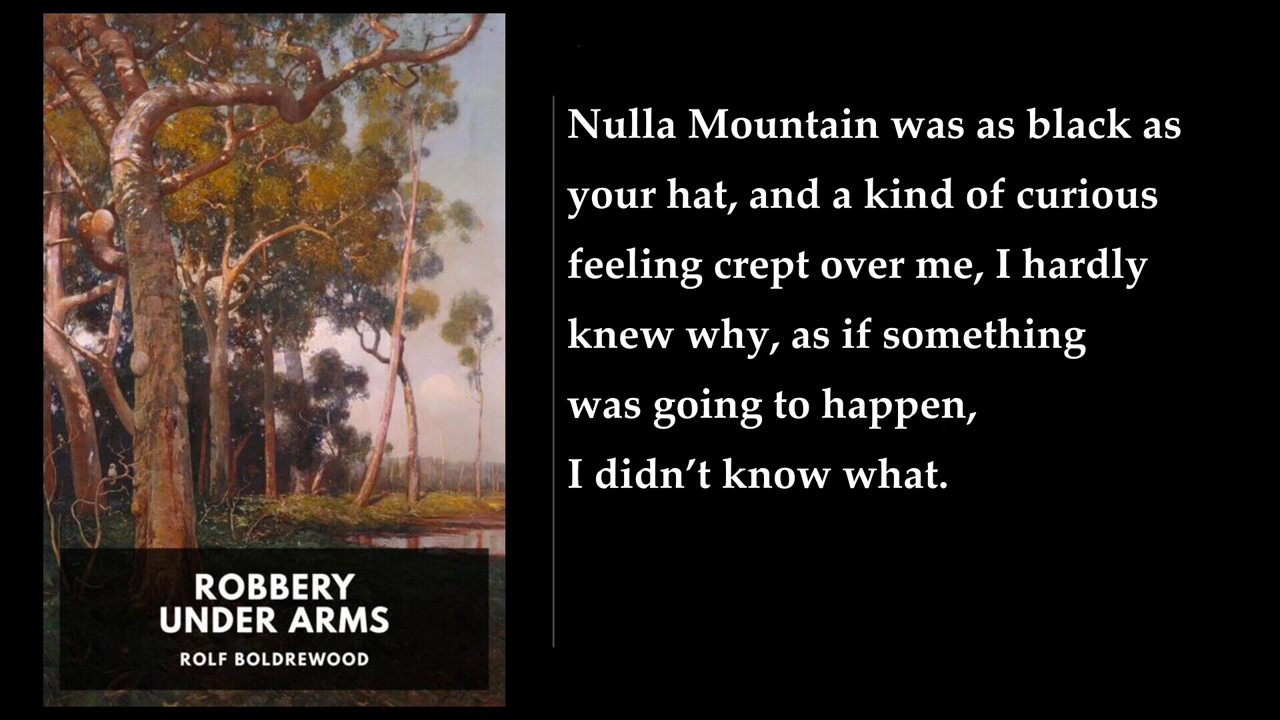 Nulla Mountain was as black as
your hat, and a kind of curious
feeling crept over me, I hardly
knew why, as if something
was going to happen,
I didn’t know what.
ROBBERY
UNDER ARMS
ROLF BOLDREWOOD